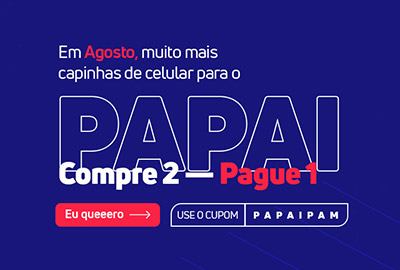 Em Agosto, muito mais
capinhas de celular para o
PAPAI
Compre 2 — Pague 1
Eu queeero
USE O CUPOM PAPAIPAM